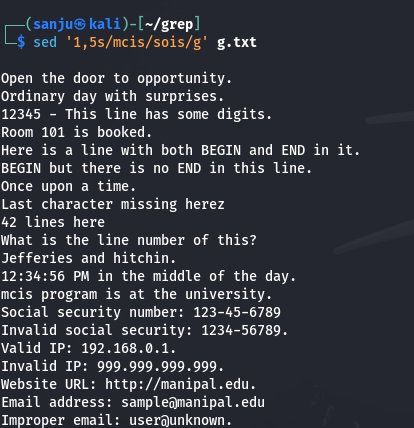 ┌──(sanju㉿kali)-[~/grep]
└─$ sed '1,5s/mcis/sois/g' g.txt
Open the door to opportunity.
Ordinary day with surprises.
12345 - This line has some digits.
Room 101 is booked.
Here is a line with both BEGIN and END in it.
BEGIN but there is no END in this line.
Once upon a time.
Last character missing herez
42 lines here
What is the line number of this?
Jefferies and hitchin.
12:34:56 PM in the middle of the day.
mcis program is at the university.
Social security number: 123-45-6789
Invalid social security: 1234-56789.
Valid IP: 192.168.0.1.
Invalid IP: 999.999.999.999.
Website URL: http://manipal.edu.
Email address: sample@manipal.edu
Improper email: user@unknown.